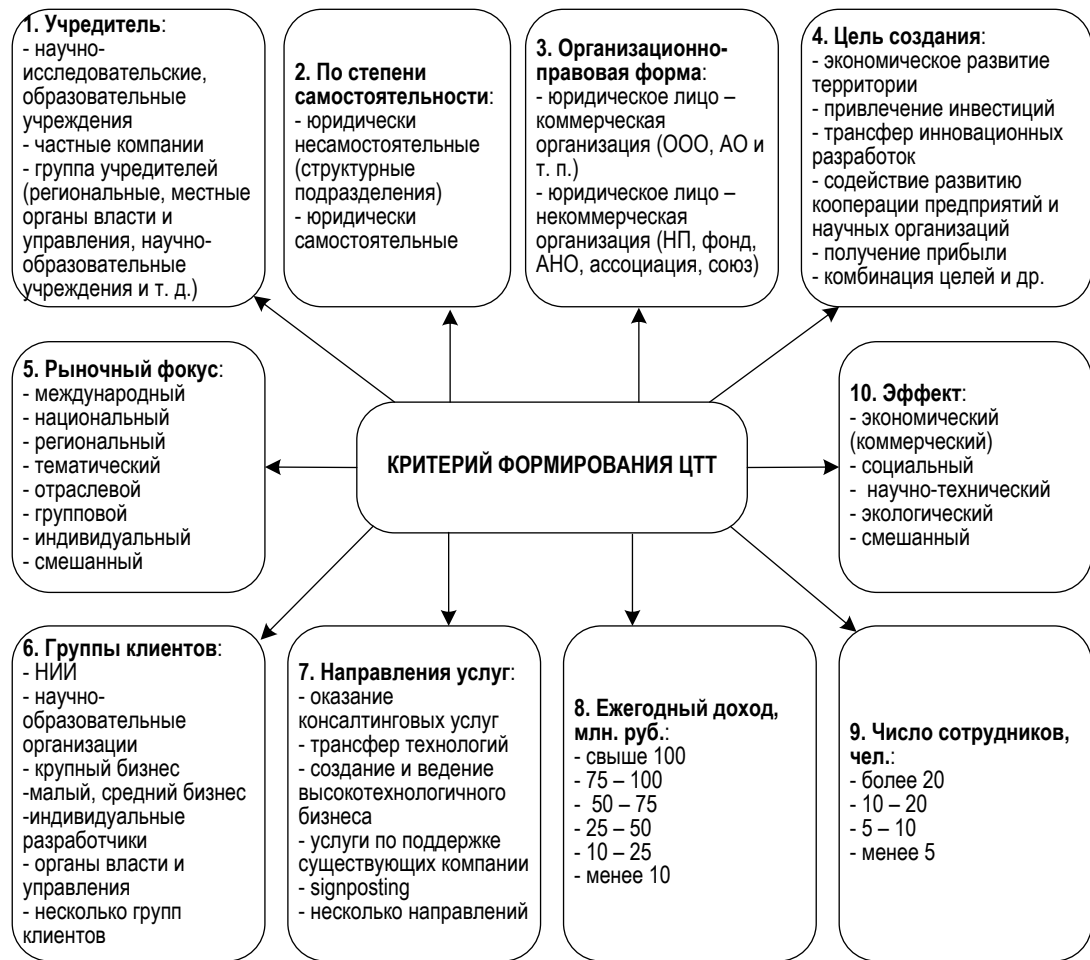 1. Учредитель:
- научно-
исследовательские,
образовательные
учреждения
- частные компании
- группа учредителей
(региональные, местные
органы власти и
управления, научно-
образовательные
учреждения и т. д.)
2. По степени
самостоятельности:
- юридически
несамостоятельные
(структурные
подразделения)
- юридически
самостоятельные
3. Организационно-
правовая форма:
- юридическое лицо –
коммерческая
организация (ООО, АО и
т. п.)
- юридическое лицо –
некоммерческая
организация (НП, фонд,
АНО, ассоциация, союз)
4. Цель создания:
- экономическое развитие
территории
- привлечение инвестиций
- трансфер инновационных
разработок
- содействие развитию
кооперации предприятий и
научных организаций
- получение прибыли
- комбинация целей и др.
5. Рыночный фокус:
- международный
- национальный
- региональный
- тематический
- отраслевой
- групповой
- индивидуальный
- смешанный
КРИТЕРИЙ ФОРМИРОВАНИЯ ЦТТ
10. Эффект:
- экономический
(коммерческий)
- социальный
- научно-технический
- экологический
- смешанный
6. Группы клиентов:
- НИИ
- научно-
образовательные
организации
- крупный бизнес
-малый, средний бизнес
-индивидуальные
разработчики
- органы власти и
управления
- несколько групп
клиентов
7. Направления услуг:
- оказание
консалтинговых услуг
- трансфер технологий
- создание и ведение
высокотехнологичного
бизнеса
- услуги по поддержке
существующих компании
- signposting
- несколько направлений
8. Ежегодный доход,
млн. руб.:
- свыше 100
- 75 – 100
- 50 – 75
- 25 – 50
- 10 – 25
- менее 10
9. Число сотрудников,
чел.:
- более 20
- 10 – 20
- 5 – 10
- менее 5